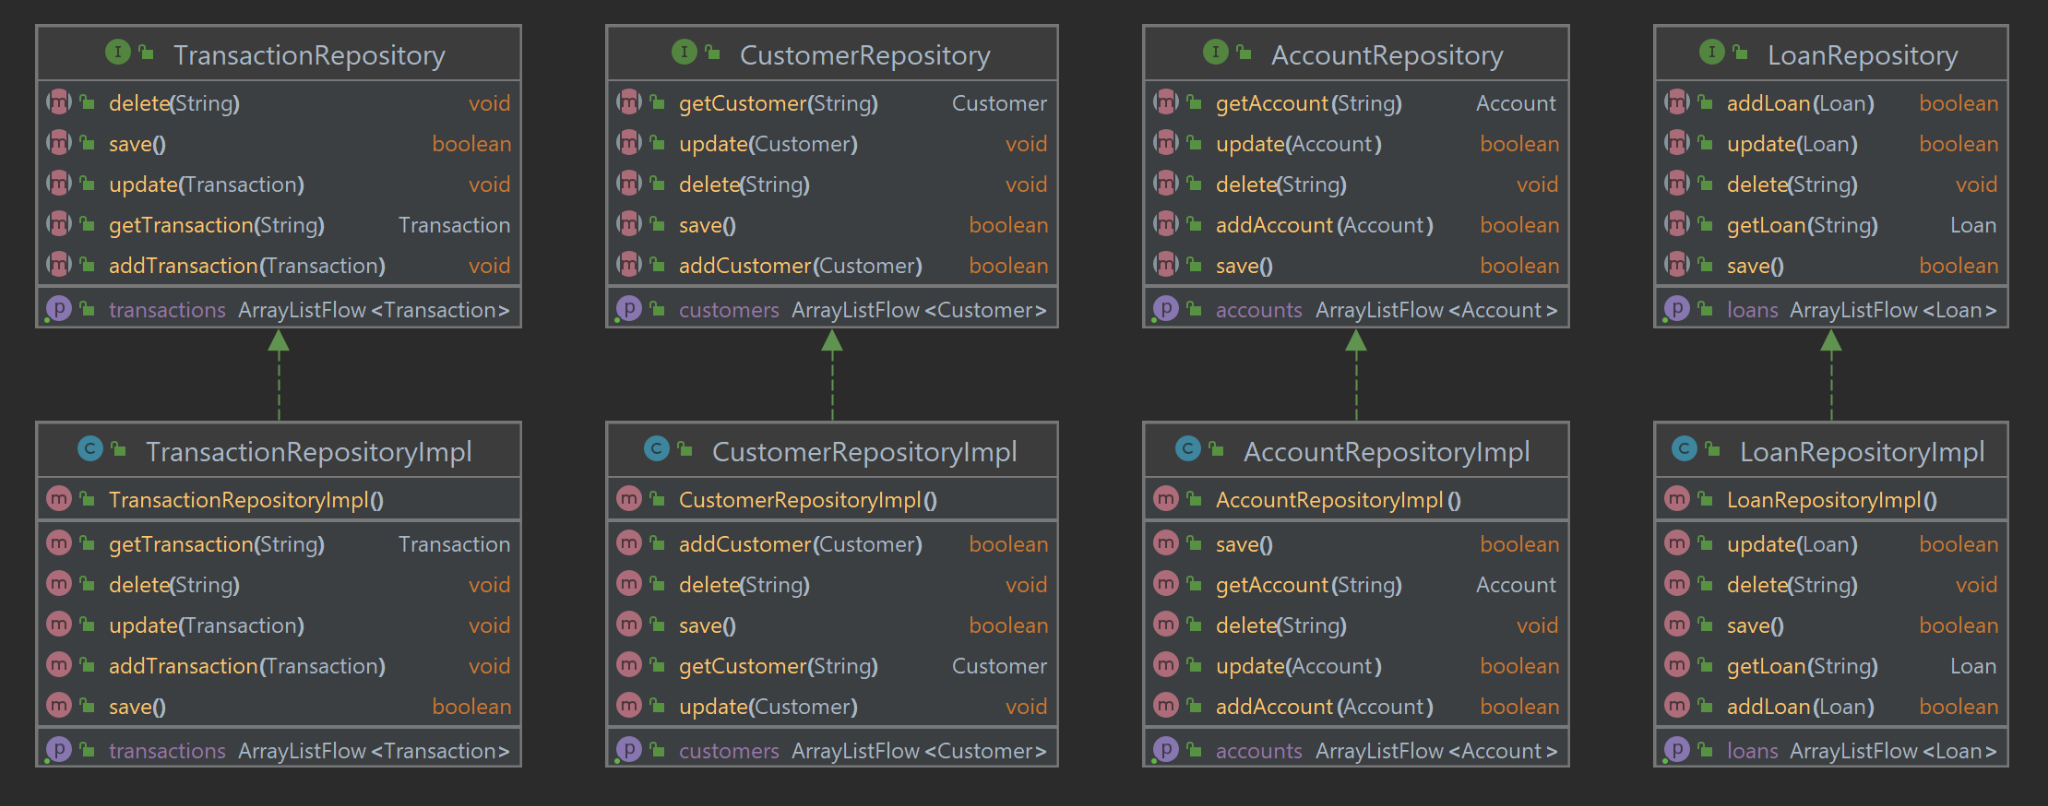 TransactionRepository
delete(String) void
save() boolean
update(Transaction) void
getTransaction(String) Transaction
addTransaction(Transaction) void
transactions ArrayListFlow<Transaction>
CustomerRepository
getCustomer(String) Customer
update(Customer) void
delete(String) void
save() boolean
addCustomer(Customer) boolean
customers ArrayListFlow<Customer>
AccountRepository
getAccount(String) Account
update(Account) boolean
delete(String) void
addAccount(Account) boolean
save() boolean
accounts ArrayListFlow<Account>
LoanRepository
addLoan(Loan) boolean
update(Loan) boolean
delete(String) void
getLoan(String) Loan
save() boolean
loans ArrayListFlow<Loan>
TransactionRepositoryImpl
TransactionRepositoryImpl()
getTransaction(String) Transaction
delete(String) void
update(Transaction) void
addTransaction(Transaction) void
save() boolean
transactions ArrayListFlow<Transaction>
CustomerRepositoryImpl
CustomerRepositoryImpl()
addCustomer(Customer) boolean
delete(String) void
save() boolean
getCustomer(String) Customer
update(Customer) void
customers ArrayListFlow<Customer>
AccountRepositoryImpl
AccountRepositoryImpl()
save() boolean
getAccount(String) Account
delete(String) void
update(Account) boolean
addAccount(Account) boolean
accounts ArrayListFlow<Account>
LoanRepositoryImpl
LoanRepositoryImpl()
update(Loan) boolean
delete(String) void
save() boolean
getLoan(String) Loan
addLoan(Loan) boolean
loans ArrayListFlow<Loan>